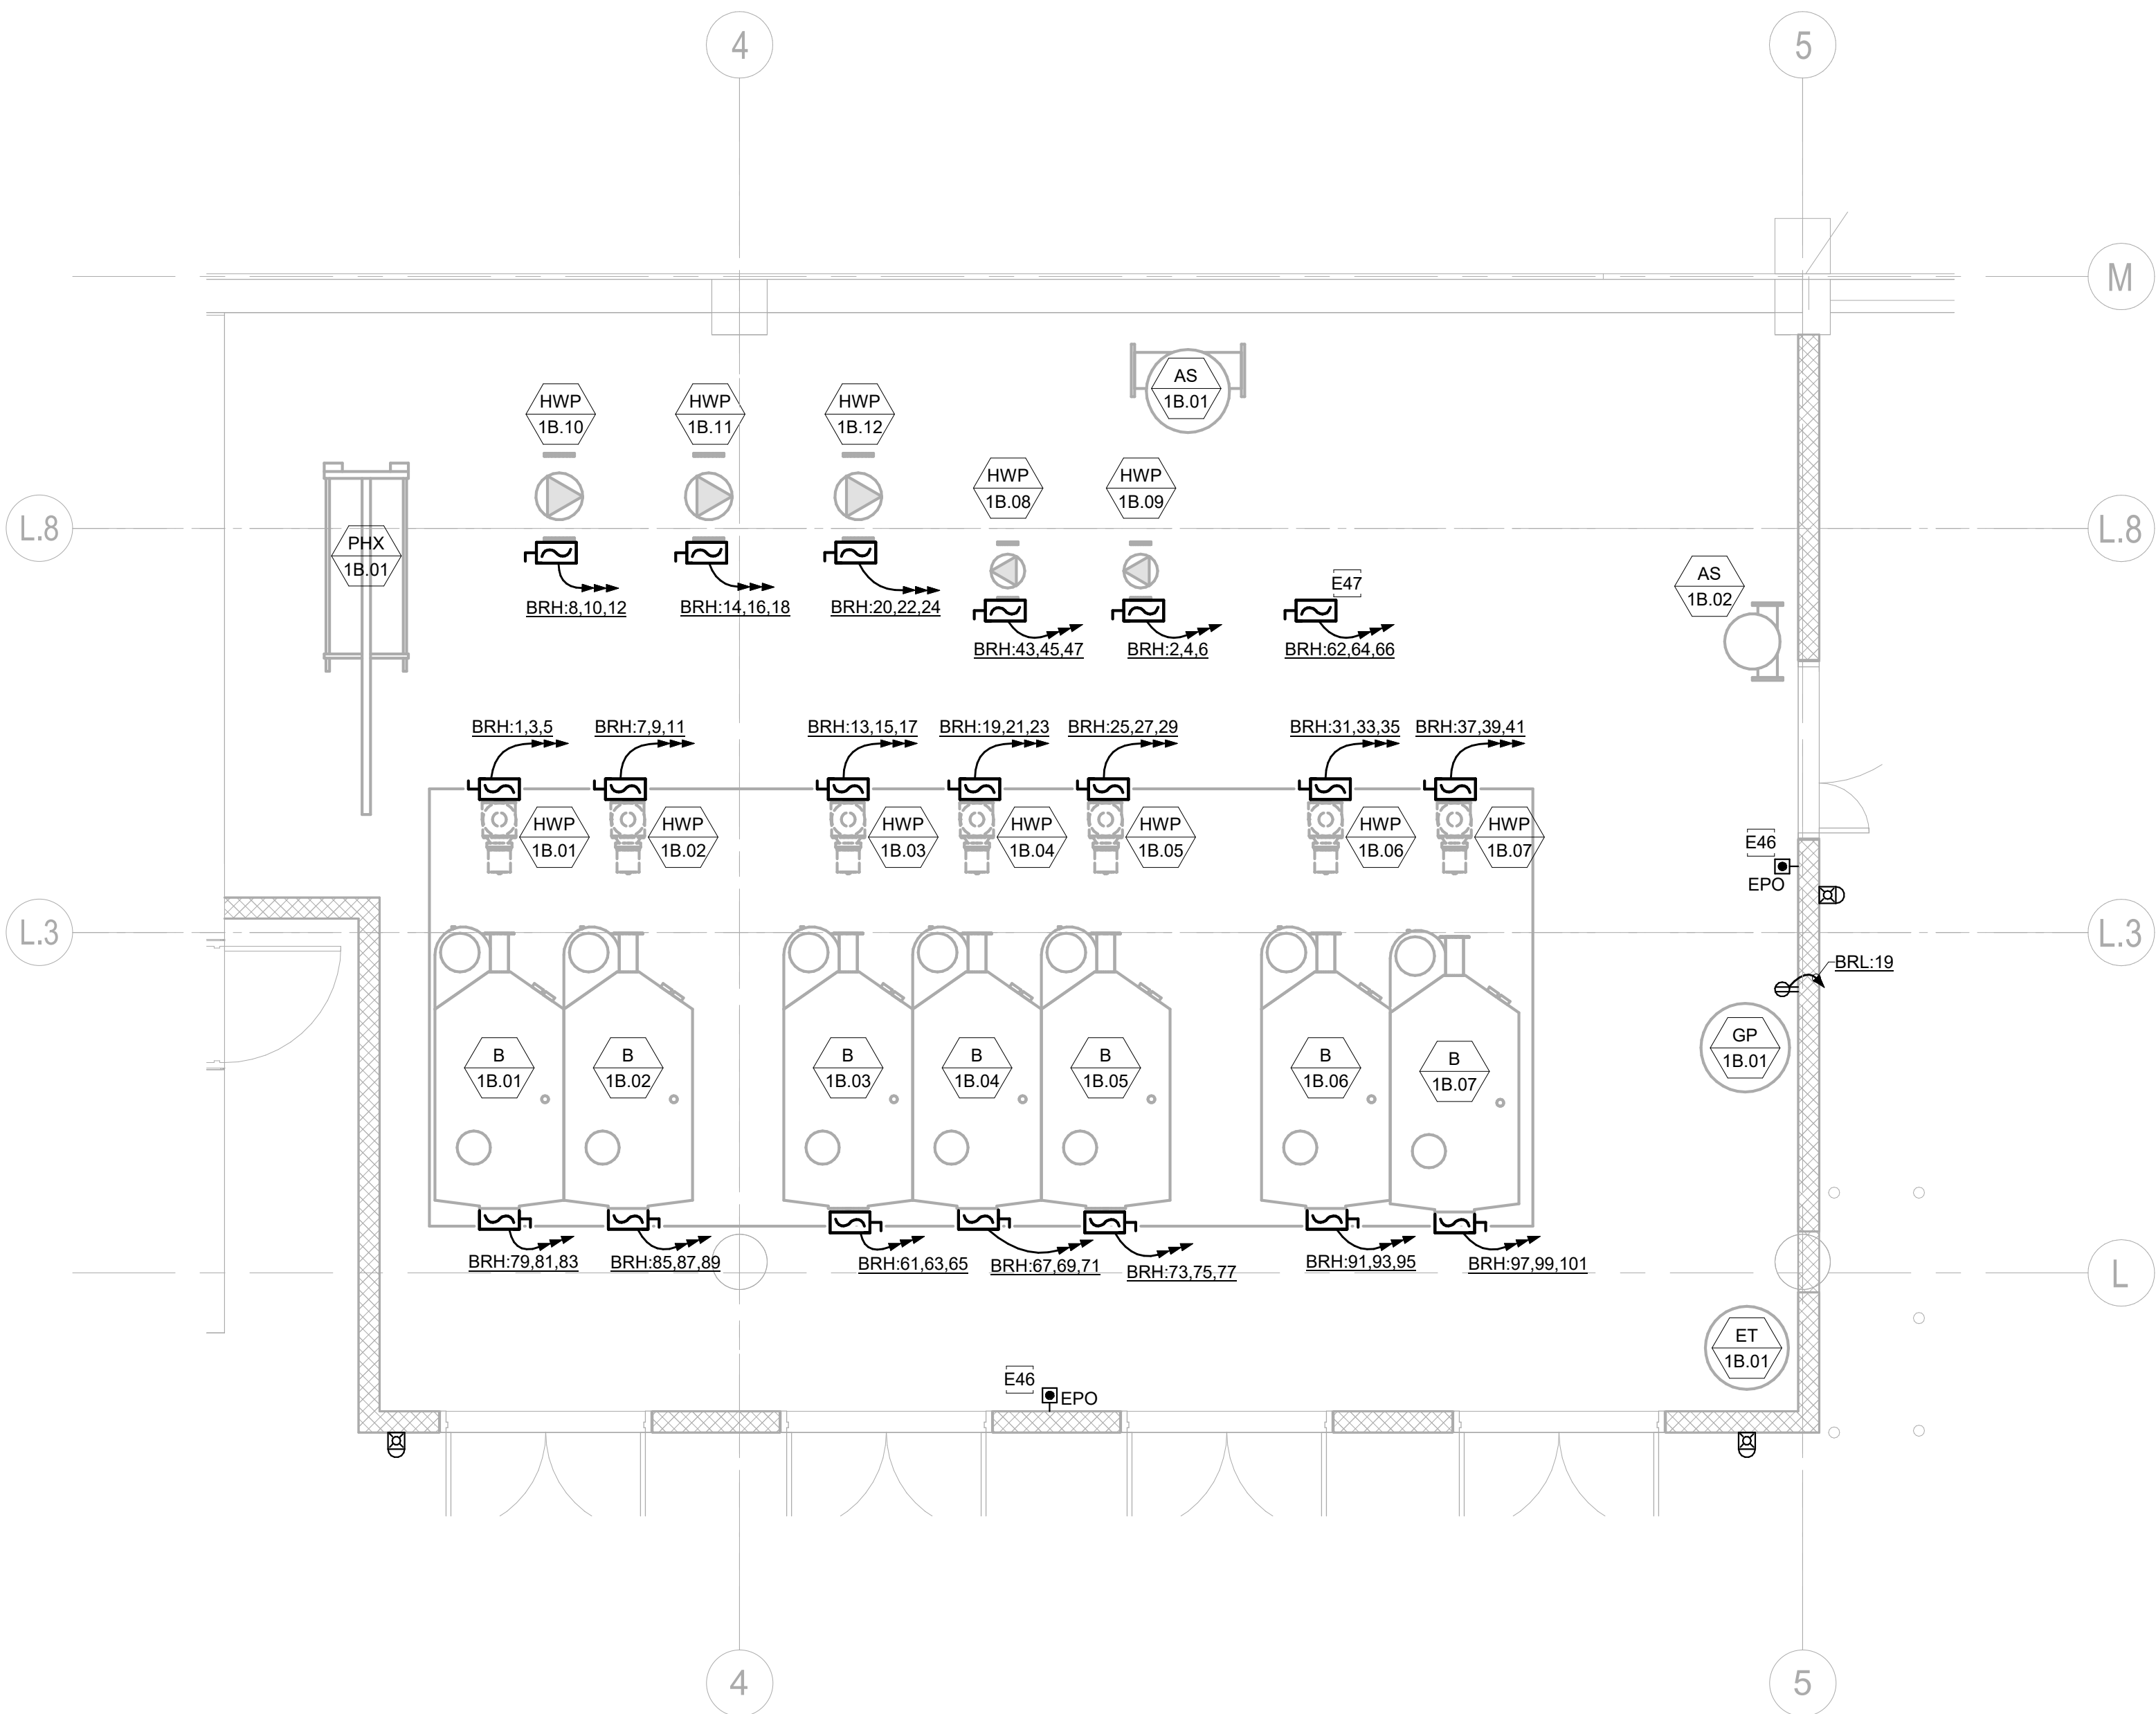 4
5
M
AS
1B.01
HWP
1B.10
HWP
1B.11
HWP
1B.12
HWP
1B.08
HWP
1B.09
L.8
L.8
PHX
1B.01
E47
AS
1B.02
BRH:8,10,12
BRH:14,16,18
BRH:20,22,24
BRH:43,45,47
BRH:2,4,6
BRH:62,64,66
BRH:1,3,5
BRH:7,9,11
BRH:13,15,17
BRH:19,21,23
BRH:25,27,29
BRH:31,33,35
BRH:37,39,41
HWP
1B.01
HWP
1B.02
HWP
1B.03
HWP
1B.04
HWP
1B.05
HWP
1B.06
HWP
1B.07
E46
EPO
L.3
L.3
BRL:19
B
1B.01
B
1B.02
B
1B.03
B
1B.04
B
1B.05
B
1B.06
B
1B.07
GP
1B.01
BRH:79,81,83
BRH:85,87,89
BRH:61,63,65
BRH:67,69,71
BRH:73,75,77
BRH:91,93,95
BRH:97,99,101
L
ET
1B.01
E46
EPO
4
5